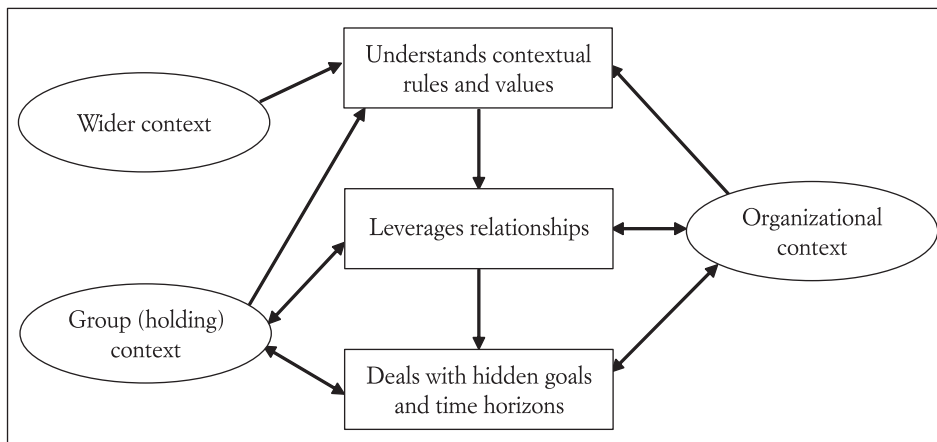 Understands contextual
rules and values
Wider context
Leverages relationships
Organizational
context
Group (holding)
context
Deals with hidden goals
and time horizons